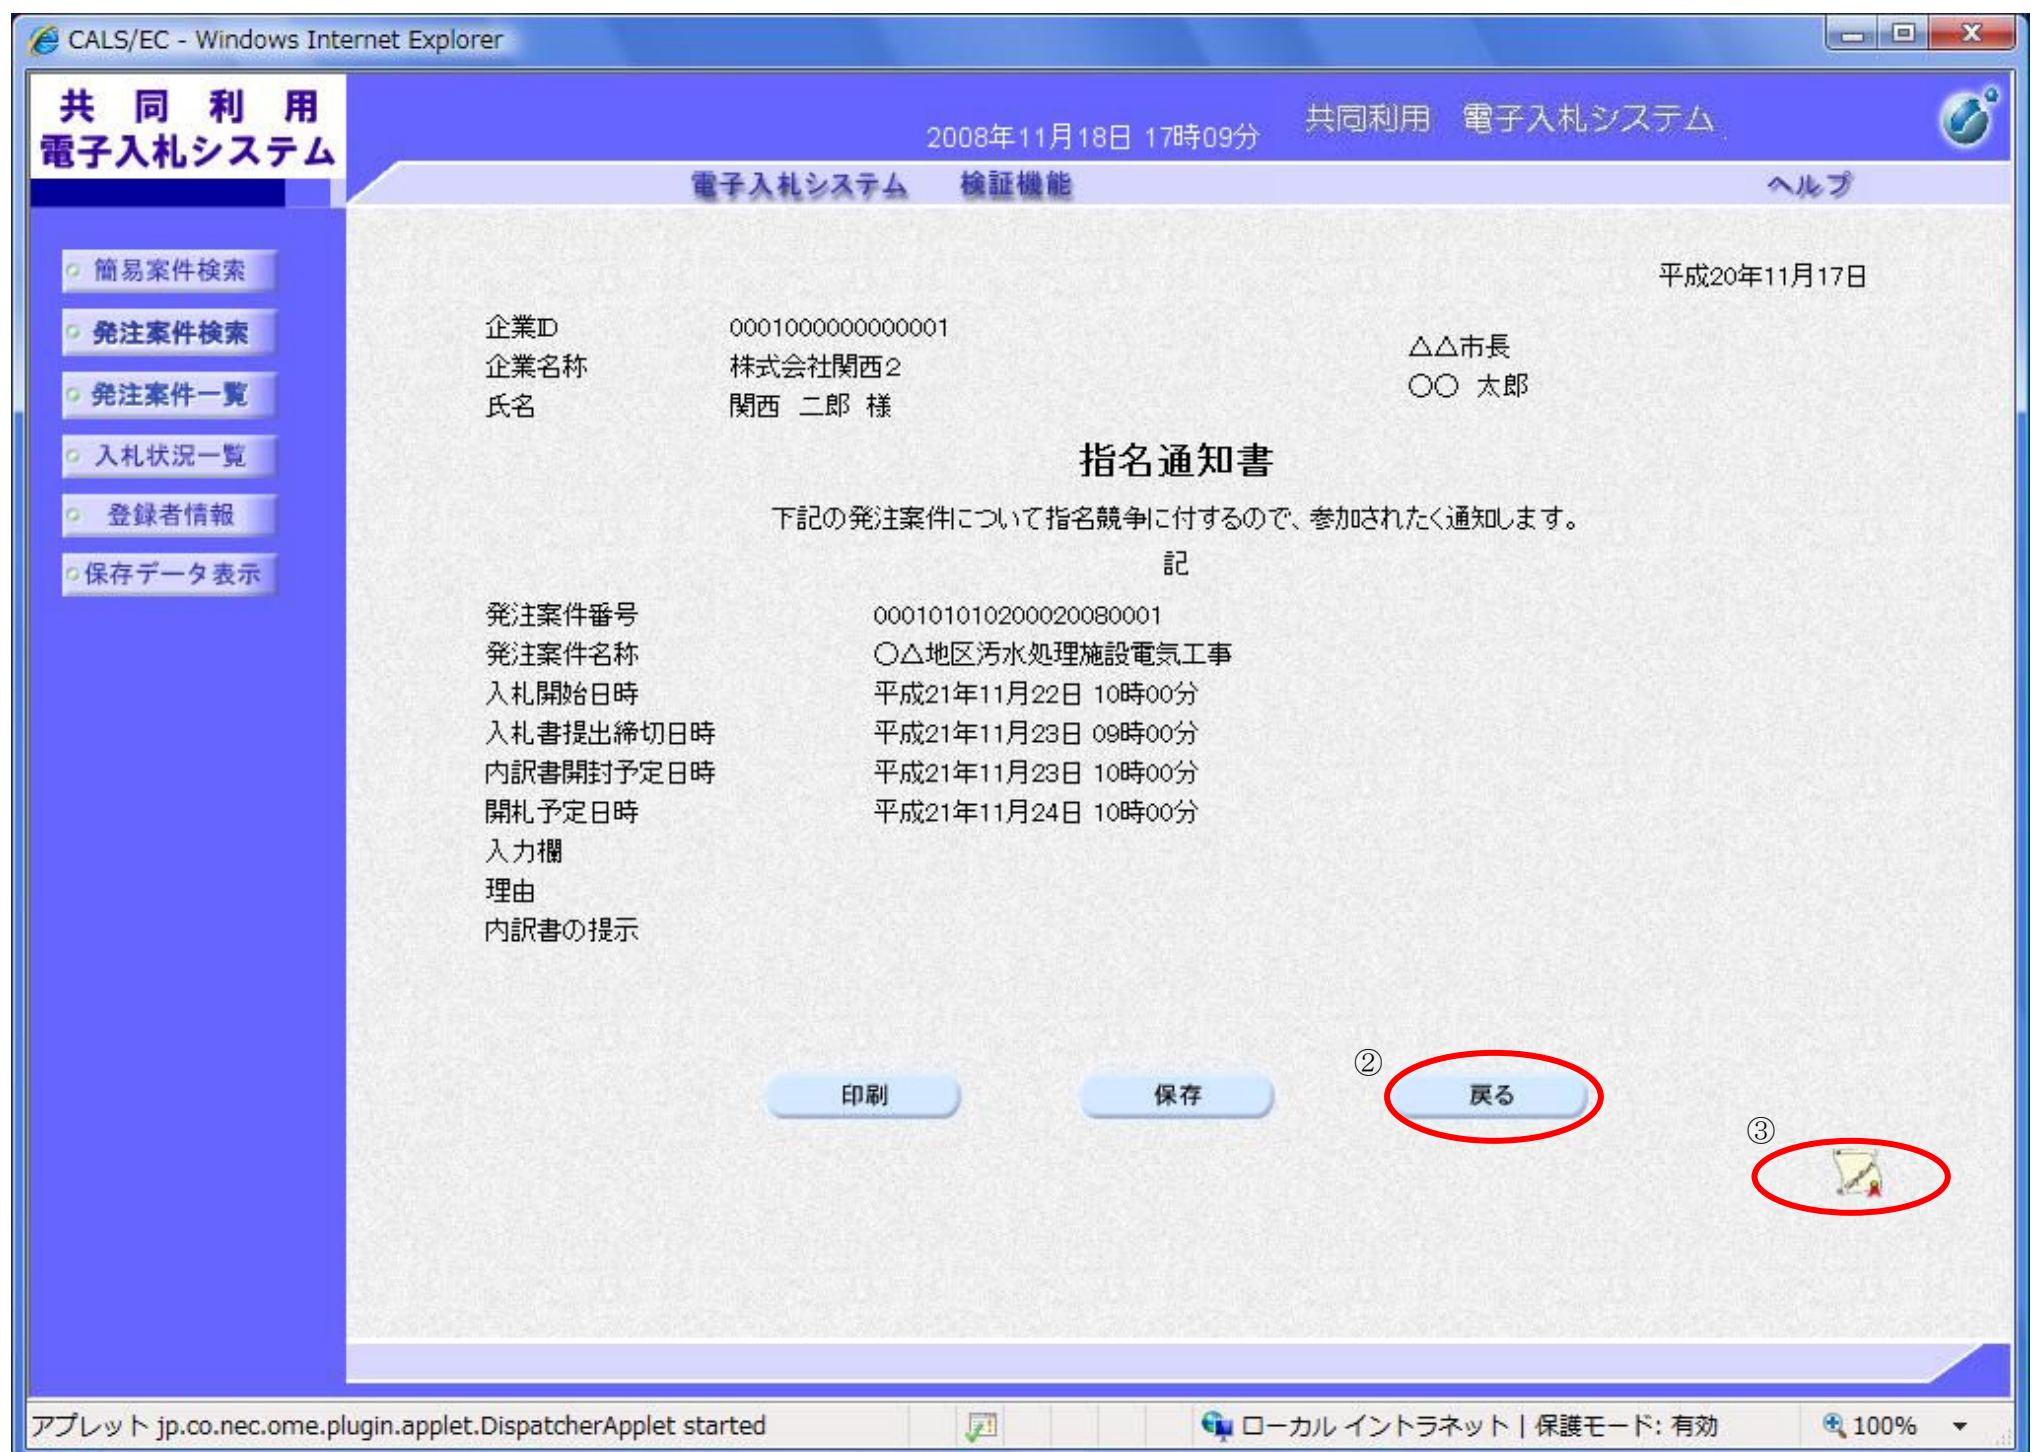 CALS/EC - Windows Internet Explorer
共 同 利 用
電子入札システム
2008年11月18日 17時09分
共同利用 電子入札システム
電子入札システム 検証機能 ヘルプ
簡易案件検索
発注案件検索
発注案件一覧
入札状況一覧
登録者情報
保存データ表示
平成20年11月17日
企業ID 0001000000000001
企業名称 株式会社関西2
氏名 関西 二郎 様
△△市長
〇〇 太郎
指名通知書
下記の発注案件について指名競争に付するので、参加されたく通知します。
記
発注案件番号 000101010200020080001
発注案件名称 〇△地区汚水処理施設電気工事
入札開始日時 平成21年11月22日 10時00分
入札書提出締切日時 平成21年11月23日 09時00分
内訳書開封予定日時 平成21年11月23日 10時00分
開札予定日時 平成21年11月24日 10時00分
入力欄
理由
内訳書の提示
②
印刷 保存 戻る
③
アプレット jp.co.nec.ome.plugin.applet.DispatcherApplet started ローカル イントラネット | 保護モード: 有効 100%